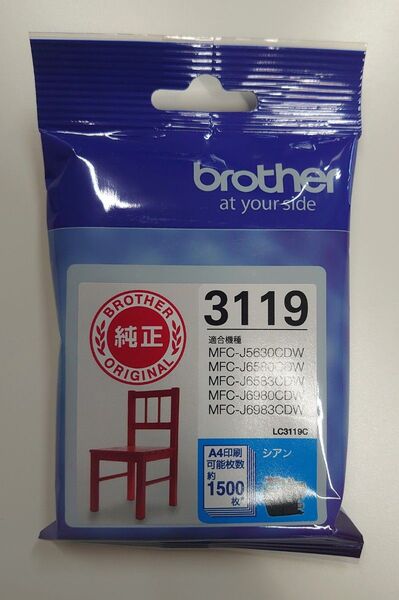 brother
at your side
BROTHER
純正
ORIGINAL
3119
適合機種
MFC-J5630CDW
MFC-J6580CDW
MFC-J6583CDW
MFC-J6980CDW
MFC-J6983CDW
LC3119C
A4印刷
可能枚数
約
1500
枚
シアン